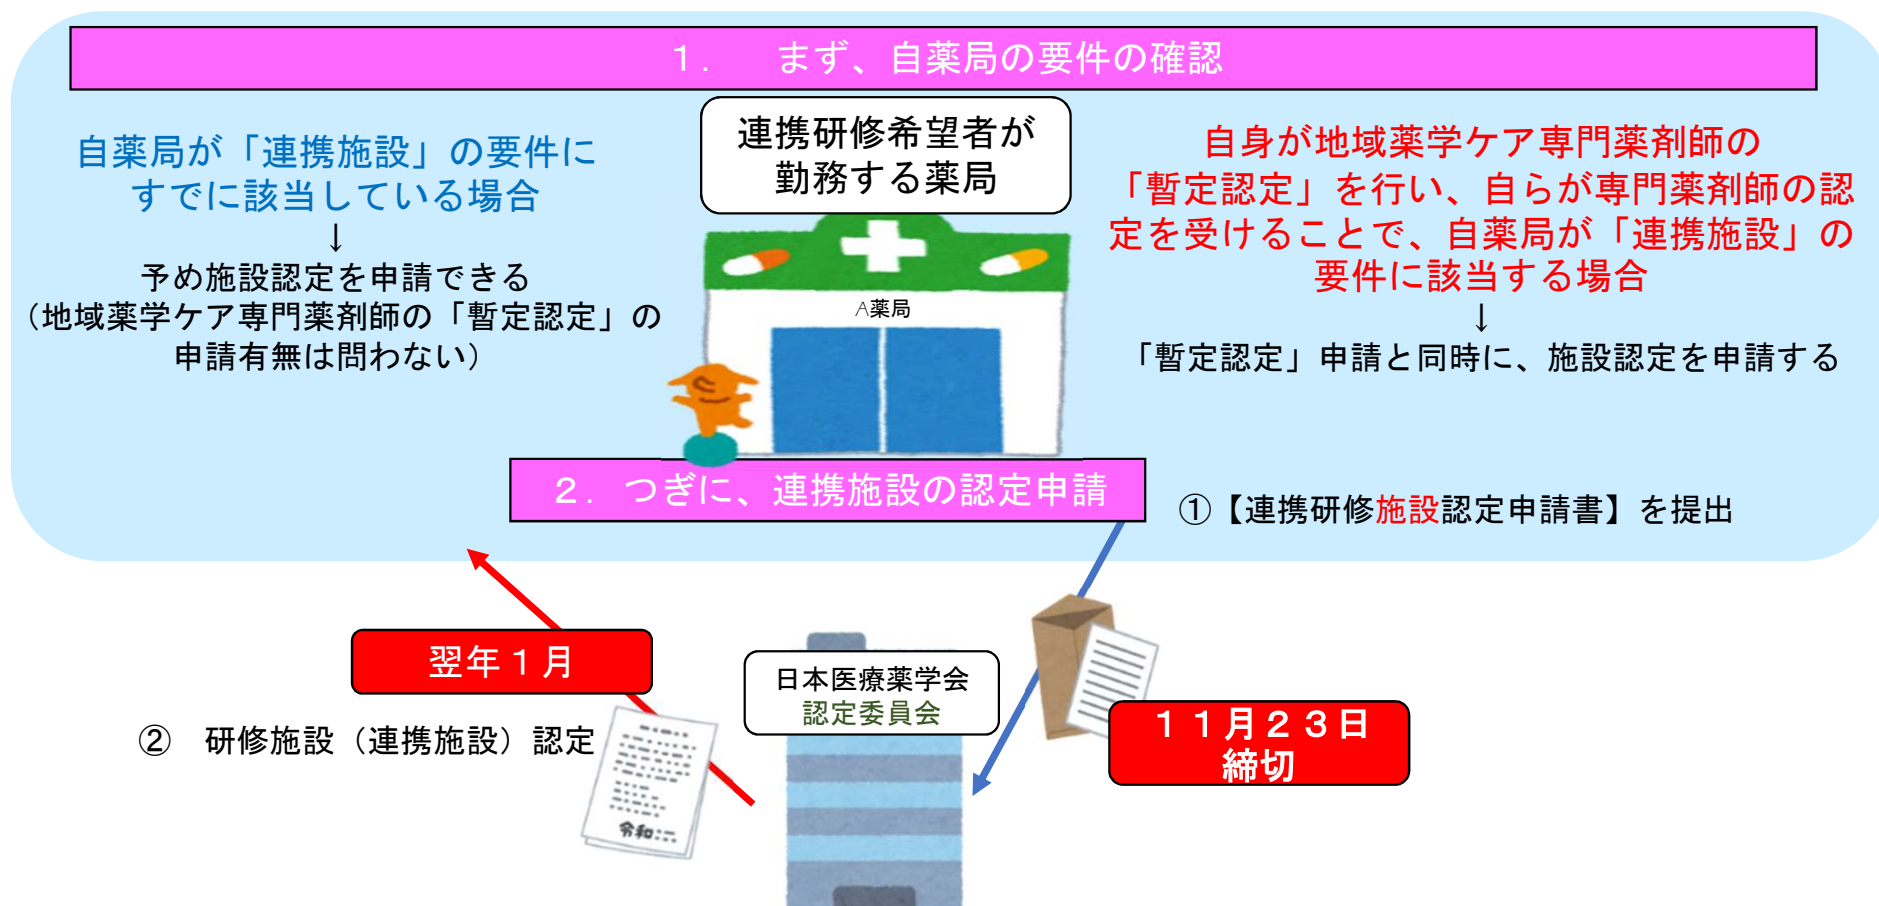 １.　まず、自薬局の要件の確認
自薬局が「連携施設」の要件に
すでに該当している場合
↓
予め施設認定を申請できる
（地域薬学ケア専門薬剤師の「暫定認定」の
申請有無は問わない）
連携研修希望者が
勤務する薬局
A薬局
自身が地域薬学ケア専門薬剤師の
「暫定認定」を行い、自らが専門薬剤師の認
定を受けることで、自薬局が「連携施設」の
要件に該当する場合
↓
「暫定認定」申請と同時に、施設認定を申請する
２. つぎに、連携施設の認定申請
①【連携研修施設認定申請書】を提出
翌年１月
日本医療薬学会
認定委員会
１１月２３日
締切
②　研修施設（連携施設）認定
令和